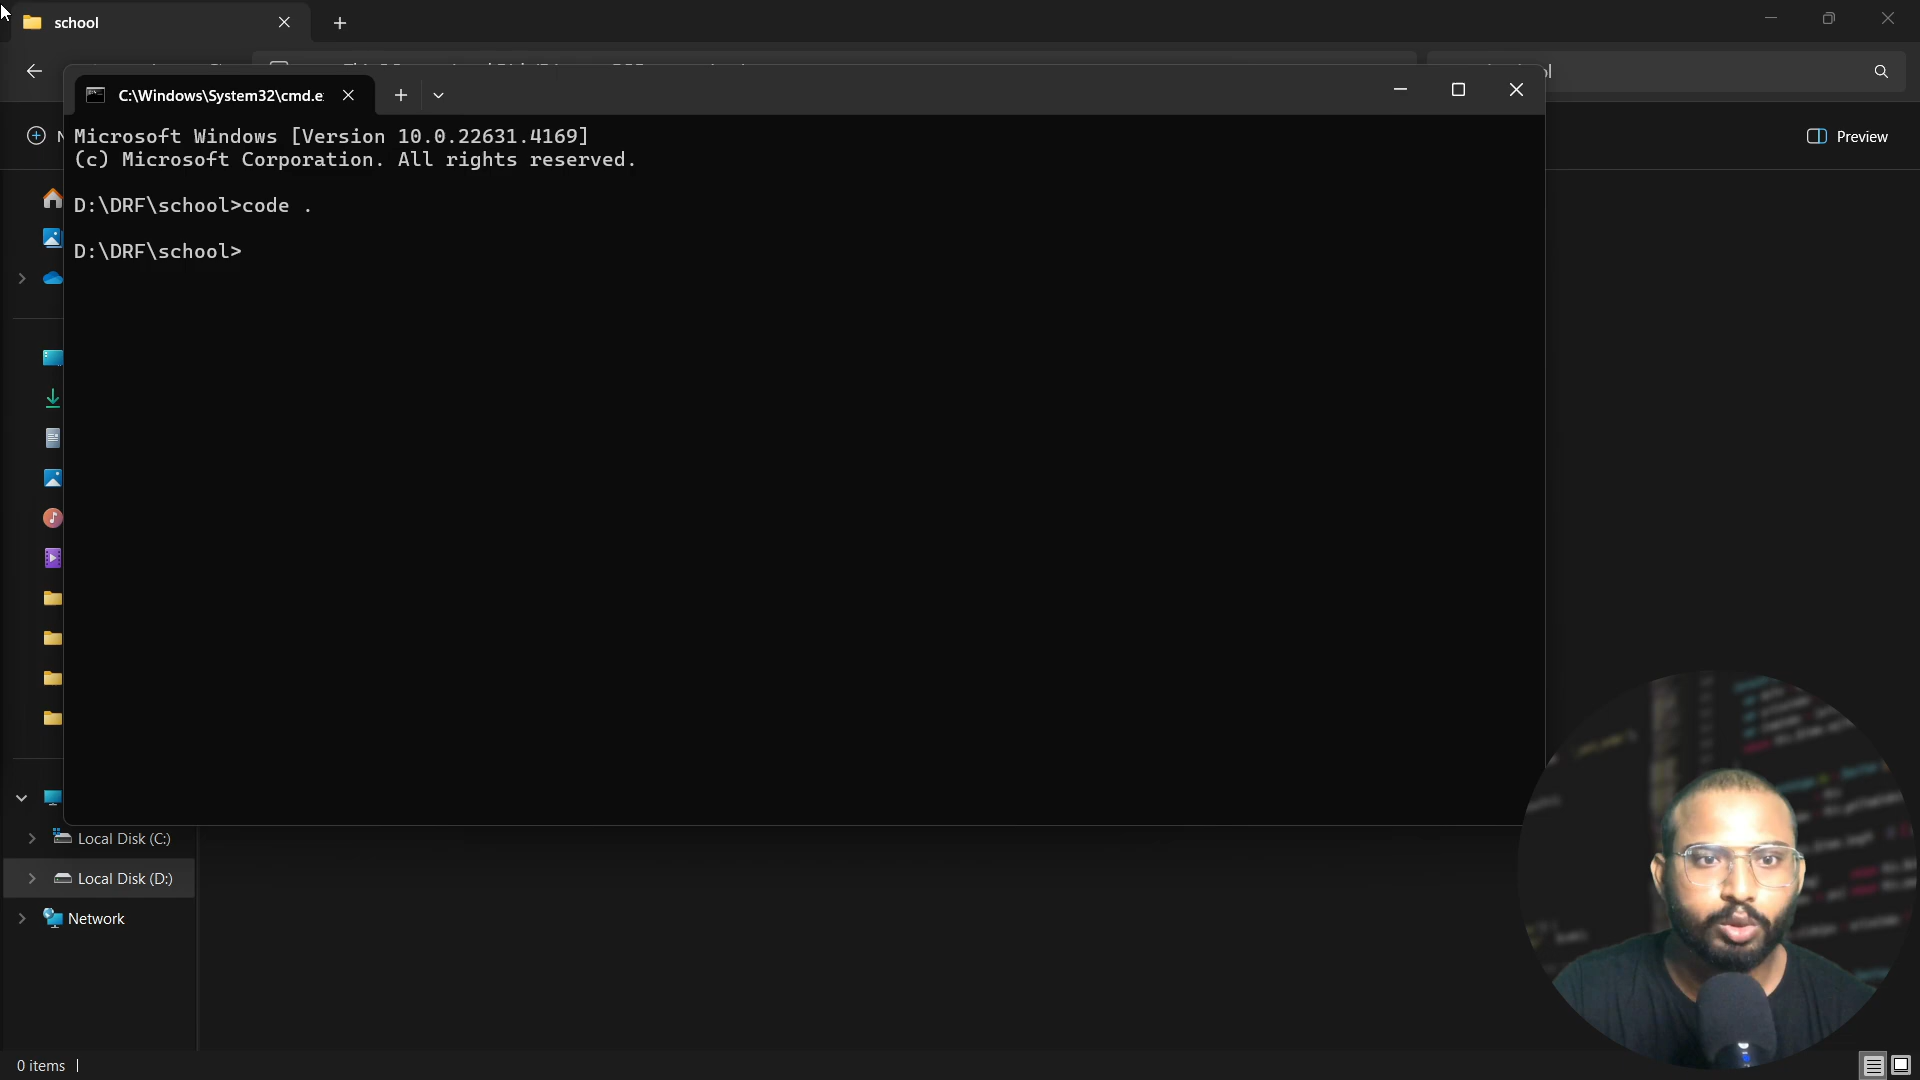 school
C:\Windows\System32\cmd.e
Microsoft Windows [Version 10.0.22631.4169]
(c) Microsoft Corporation. All rights reserved.
D:\DRF\school>code .
D:\DRF\school>
Preview
Local Disk (C:)
Local Disk (D:)
Network
0 items